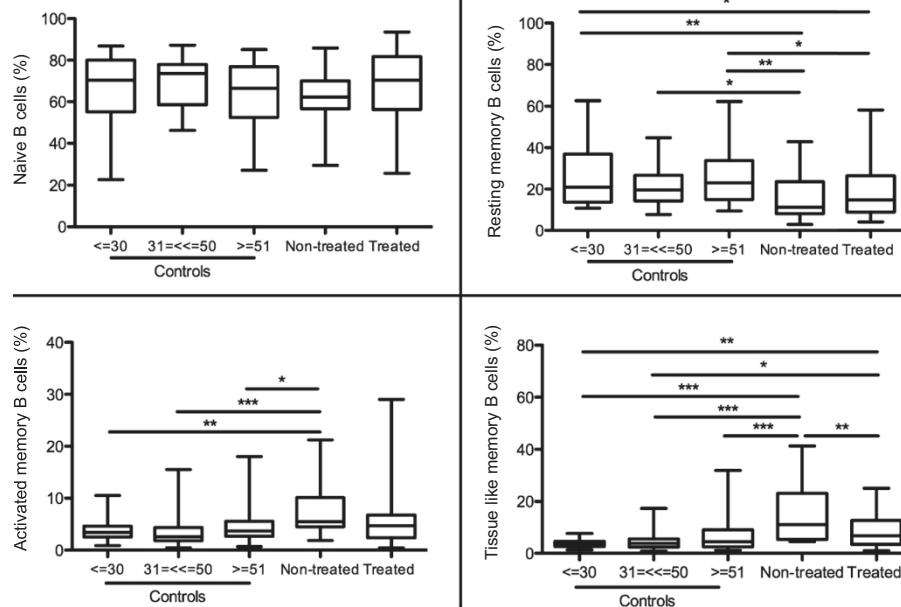 Naive B cells (%)
100
80
60
40
20
0
<=30 31=<<=50 >=51 Non-treated Treated
Controls
Resting memory B cells (%)
100
80
60
40
20
0
*
**
*
**
*
<=30 31=<<=50 >=51 Non-treated Treated
Controls
Activated memory B cells (%)
40
30
20
10
0
*
***
**
<=30 31=<<=50 >=51 Non-treated Treated
Controls
Tissue like memory B cells (%)
80
60
40
20
0
**
*
***
***
*** **
<=30 31=<<=50 >=51 Non-treated Treated
Controls